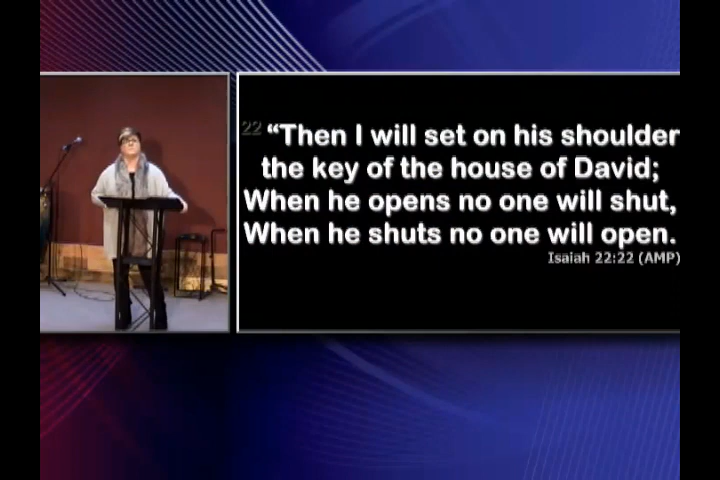 22 “Then I will set on his shoulder
the key of the house of David;
When he opens no one will shut,
When he shuts no one will open.
Isaiah 22:22 (AMP)